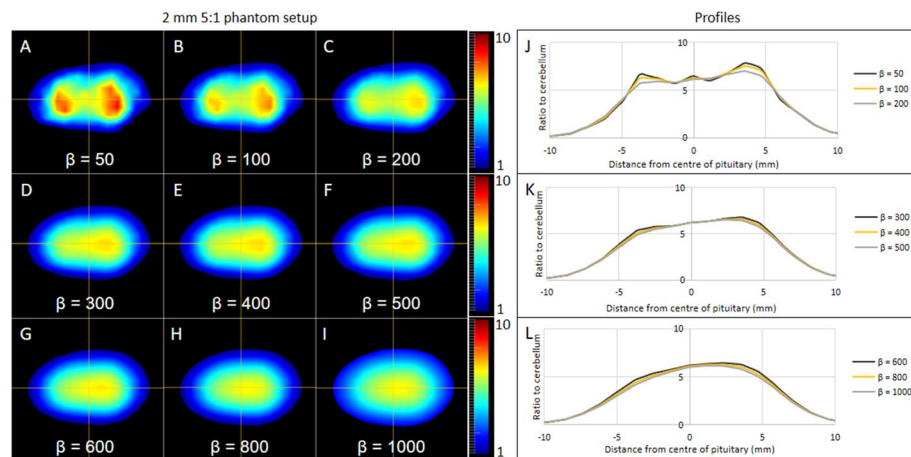 2 mm 5:1 phantom setup
Profiles
A
B
C
10
1
β = 50
β = 100
β = 200
D
E
F
10
1
β = 300
β = 400
β = 500
G
H
I
10
1
β = 600
β = 800
β = 1000
J
Ratio to cerebellum
10
5
0
-10
-5
0
5
10
Distance from centre of pituitary (mm)
β = 50
β = 100
β = 200
K
Ratio to cerebellum
10
5
0
-10
-5
0
5
10
Distance from centre of pituitary (mm)
β = 300
β = 400
β = 500
L
Ratio to cerebellum
10
5
0
-10
-5
0
5
10
Distance from centre of pituitary (mm)
β = 600
β = 800
β = 1000